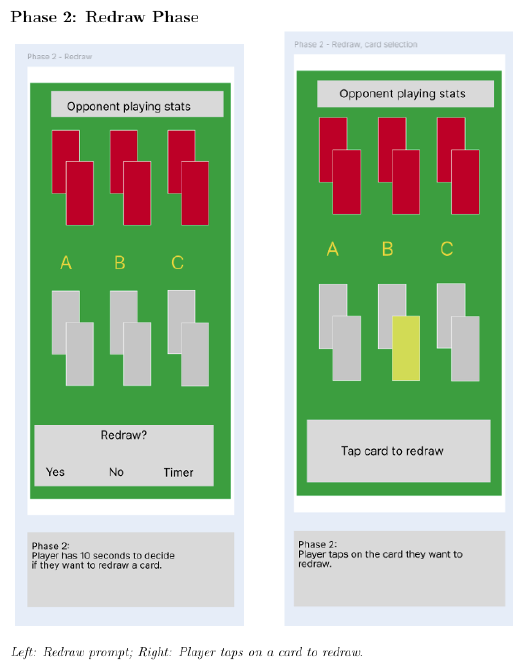 Phase 2: Redraw Phase
Phase 2 - Redraw
Opponent playing stats
A B C
Redraw?
Yes No Timer
Phase 2:
Player has 10 seconds to decide
if they want to redraw a card.
Phase 2 - Redraw, card selection
Opponent playing stats
A B C
Tap card to redraw
Phase 2:
Player taps on the card they want to
redraw.
Left: Redraw prompt; Right: Player taps on a card to redraw.